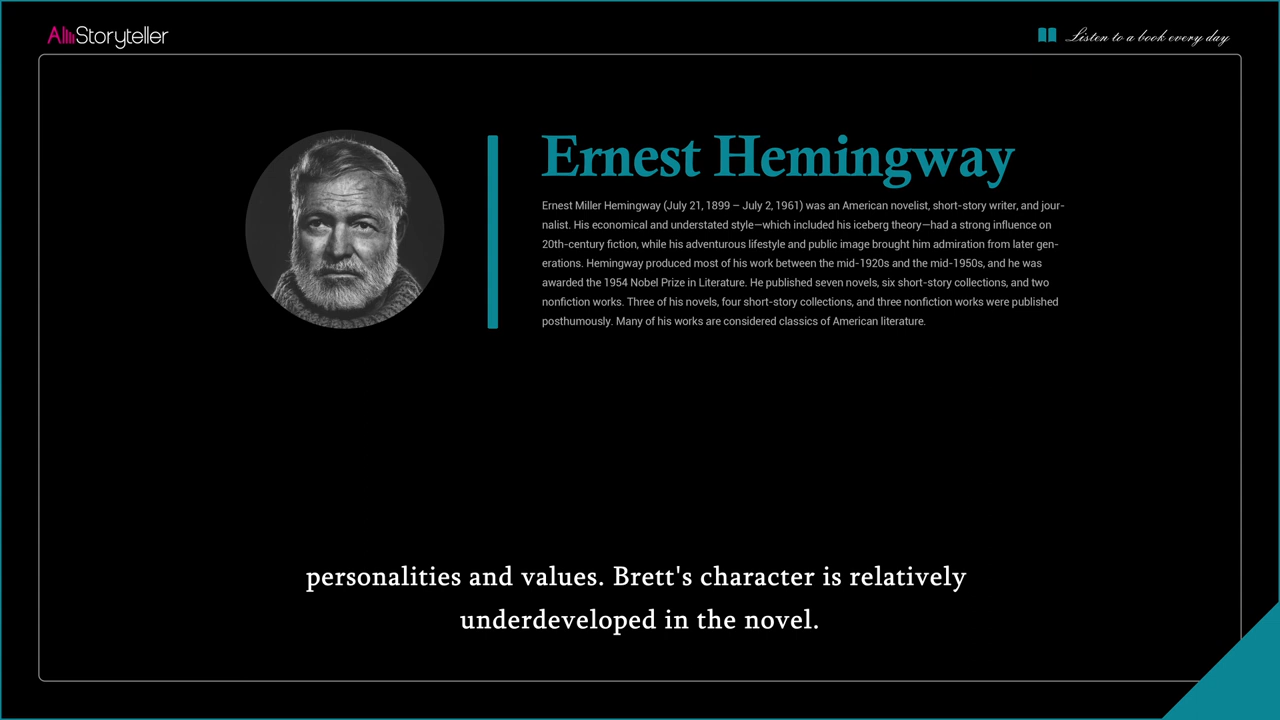 AllStoryteller
Listen to a book every day
Ernest Hemingway
Ernest Miller Hemingway (July 21, 1899 – July 2, 1961) was an American novelist, short-story writer, and jour-
nalist. His economical and understated style—which included his iceberg theory—had a strong influence on
20th-century fiction, while his adventurous lifestyle and public image brought him admiration from later gen-
erations. Hemingway produced most of his work between the mid-1920s and the mid-1950s, and he was
awarded the 1954 Nobel Prize in Literature. He published seven novels, six short-story collections, and two
nonfiction works. Three of his novels, four short-story collections, and three nonfiction works were published
posthumously. Many of his works are considered classics of American literature.
personalities and values. Brett's character is relatively
underdeveloped in the novel.